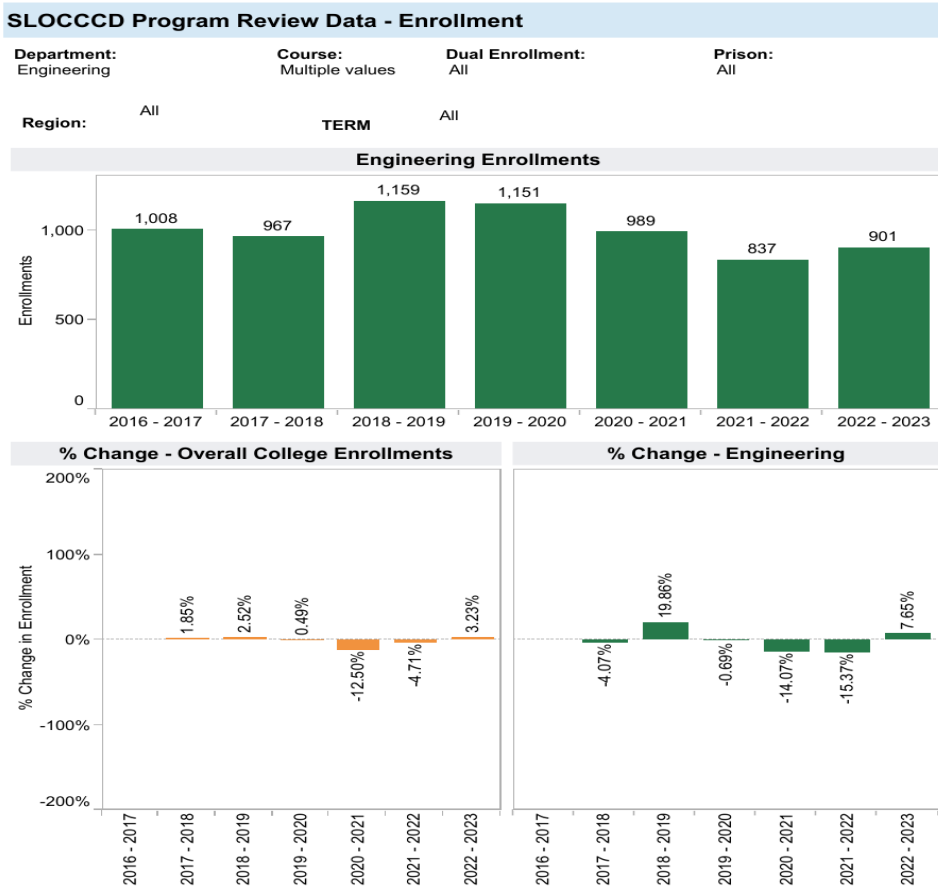 SLOCCCD Program Review Data - Enrollment
Department: Course: Dual Enrollment: Prison:
Engineering Multiple values All All
All All
Region: TERM
Engineering Enrollments
Enrollments
1,000
500
0
1,008 967 1,159 1,151 989 837 901
2016 - 2017 2017 - 2018 2018 - 2019 2019 - 2020 2020 - 2021 2021 - 2022 2022 - 2023
% Change - Overall College Enrollments
% Change in Enrollment
200%
100%
0%
-100%
-200%
1.85% 2.52% 0.49% -12.50% -4.71% 3.23%
2016 - 2017 2017 - 2018 2018 - 2019 2019 - 2020 2020 - 2021 2021 - 2022 2022 - 2023
% Change - Engineering
-4.07% 19.86% -0.69% -14.07% -15.37% 7.65%
2016 - 2017 2017 - 2018 2018 - 2019 2019 - 2020 2020 - 2021 2021 - 2022 2022 - 2023